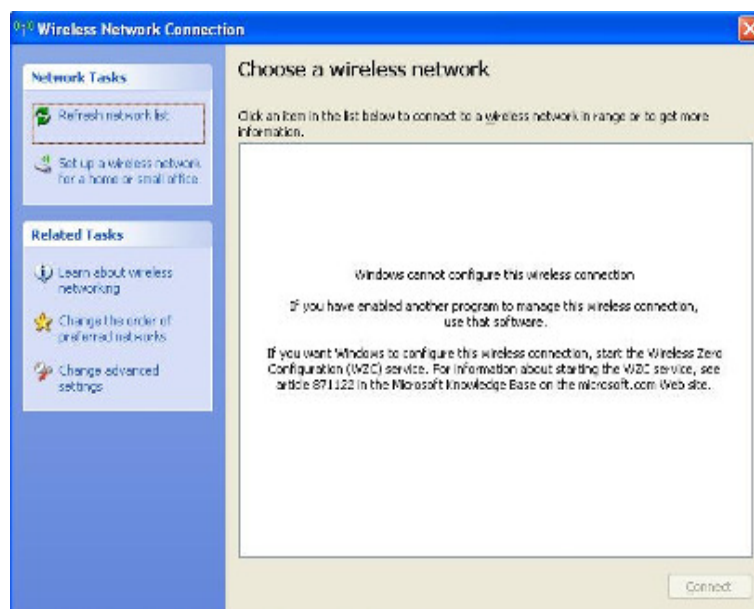 Wireless Network Connection
Network Tasks
Refresh network list
Set up a wireless network
for a home or small office
Related Tasks
Learn about wireless
networking
Change the order of
preferred networks
Change advanced
settings
Choose a wireless network
Click an item in the list below to connect to a wireless network in range or to get more
information.
Windows cannot configure this wireless connection
If you have enabled another program to manage this wireless connection,
use that software.
If you want Windows to configure this wireless connection, start the Wireless Zero
Configuration (WZC) service. For information about starting the WZC service, see
article 871122 in the Microsoft Knowledge Base on the microsoft.com Web site.
Connect